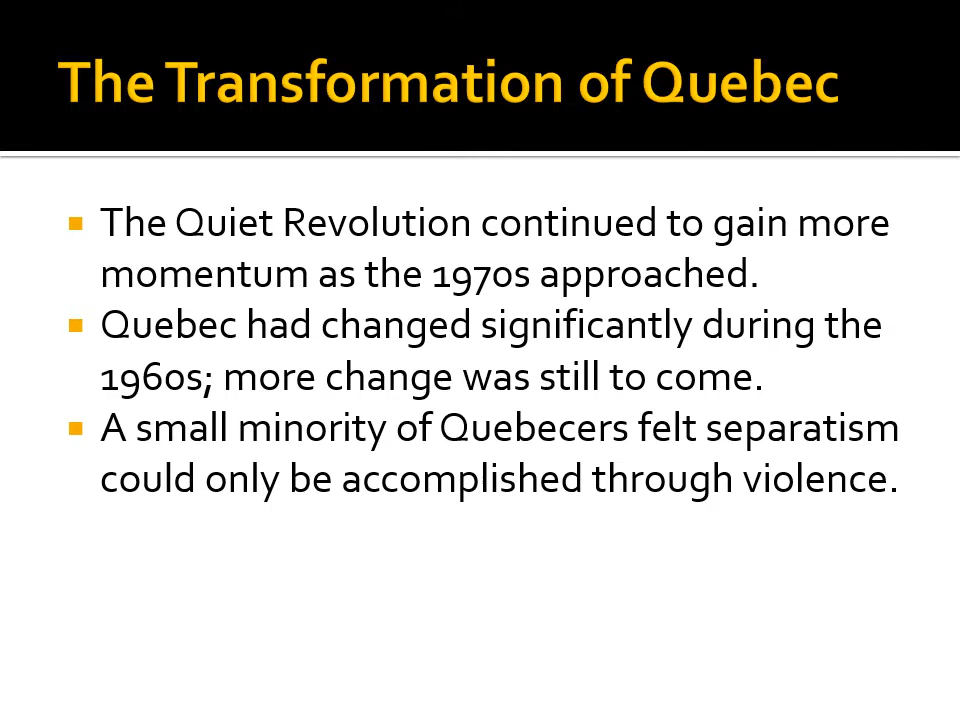 The Transformation of Quebec
The Quiet Revolution continued to gain more
momentum as the 1970s approached.
Quebec had changed significantly during the
1960s; more change was still to come.
A small minority of Quebecers felt separatism
could only be accomplished through violence.